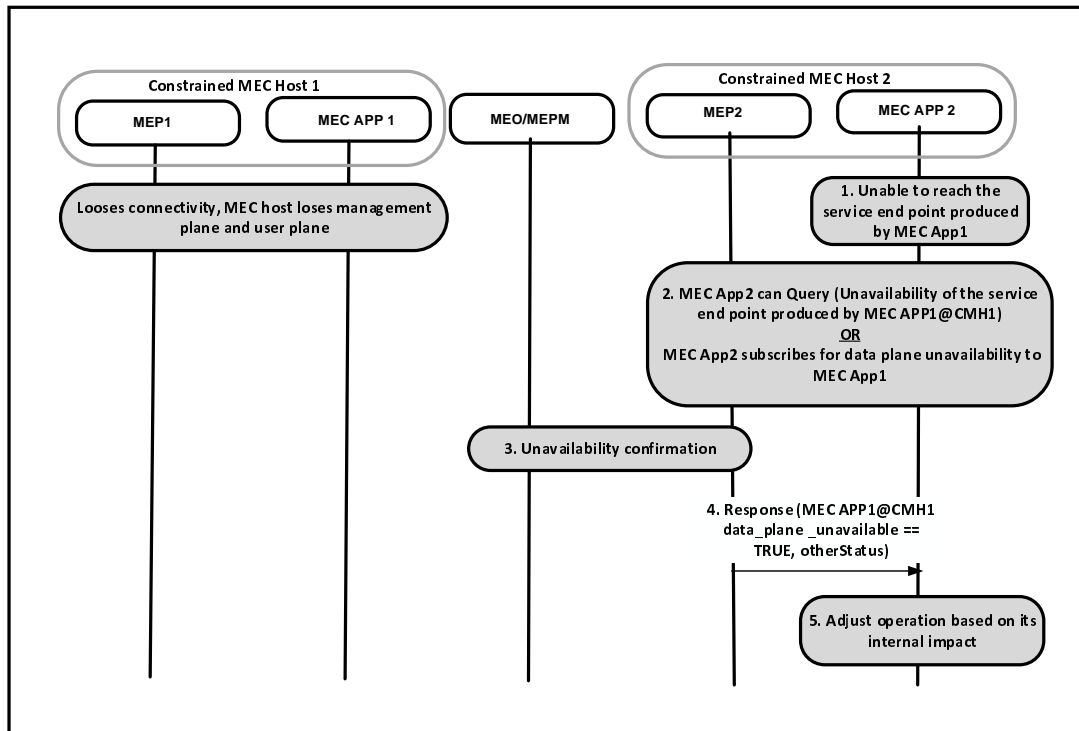 Constrained MEC Host 1
Constrained MEC Host 2
MEP1
MEC APP 1
MEO/MEPM
MEP2
MEC APP 2
Looses connectivity, MEC host loses management
plane and user plane
1. Unable to reach the
service end point produced
by MEC App1
2. MEC App2 can Query (Unavailability of the service
end point produced by MEC APP1@CMH1)
OR
MEC App2 subscribes for data plane unavailability to
MEC App1
3. Unavailability confirmation
4. Response (MEC APP1@CMH1
data_plane _unavailable ==
TRUE, otherStatus)
5. Adjust operation based on its
internal impact